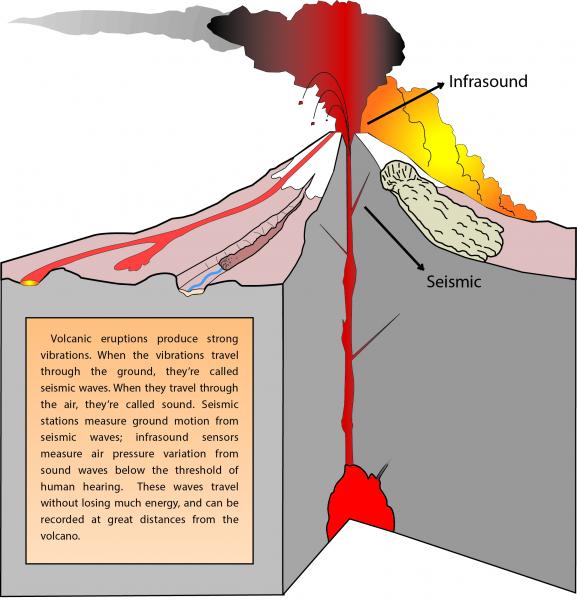 Infrasound
Seismic
Volcanic eruptions produce strong
vibrations. When the vibrations travel
through the ground, they're called
seismic waves. When they travel through
the air, they're called sound. Seismic
stations measure ground motion from
seismic waves; infrasound sensors
measure air pressure variation from
sound waves below the threshold of
human hearing. These waves travel
without losing much energy, and can be
recorded at great distances from the
volcano.